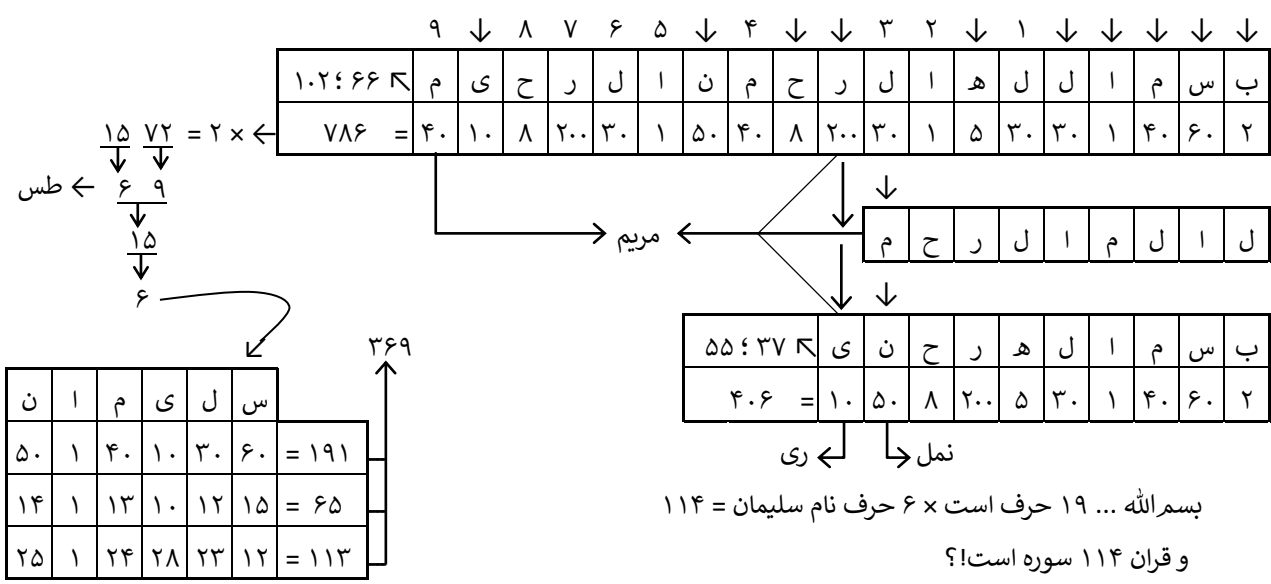 ↓ ↓ ↓ ↓ ↓ ۱ ↓ ۲ ۳ ↓ ↓ ۴ ↓ ۵ ۶ ۷ ۸ ↓ ۹
ب س م ا ل ل ه ا ل ر ح م ن ا ل ر ح ی م ↖ ۶۶ ؛ ۱۰۲
۲ ۶۰ ۴۰ ۱ ۳۰ ۳۰ ۵ ۱ ۳۰ ۲۰۰ ۸ ۴۰ ۵۰ ۱ ۳۰ ۲۰۰ ۸ ۱۰ ۴۰ = ۷۸۶ ← × ۲ = ۷۲ ۱۵
۹ ۶ ← طس
۱۵
۶
ل ا ل م ا ل ر ح م
مریم
ب س م ا ل ه ر ح ن ی ↖ ۳۷ ؛ ۵۵
۲ ۶۰ ۴۰ ۱ ۳۰ ۵ ۲۰۰ ۸ ۵۰ ۱۰ = ۴۰۶
نمل ری
۳۶۹
س ل ی م ا ن
۶۰ ۳۰ ۱۰ ۴۰ ۱ ۵۰ = ۱۹۱
۱۵ ۱۲ ۱۰ ۱۳ ۱ ۱۴ = ۶۵
۱۲ ۲۳ ۲۸ ۲۴ ۱ ۲۵ = ۱۱۳
بسم‌الله ... ۱۹ حرف است × ۶ حرف نام سلیمان = ۱۱۴
و قران ۱۱۴ سوره است!؟